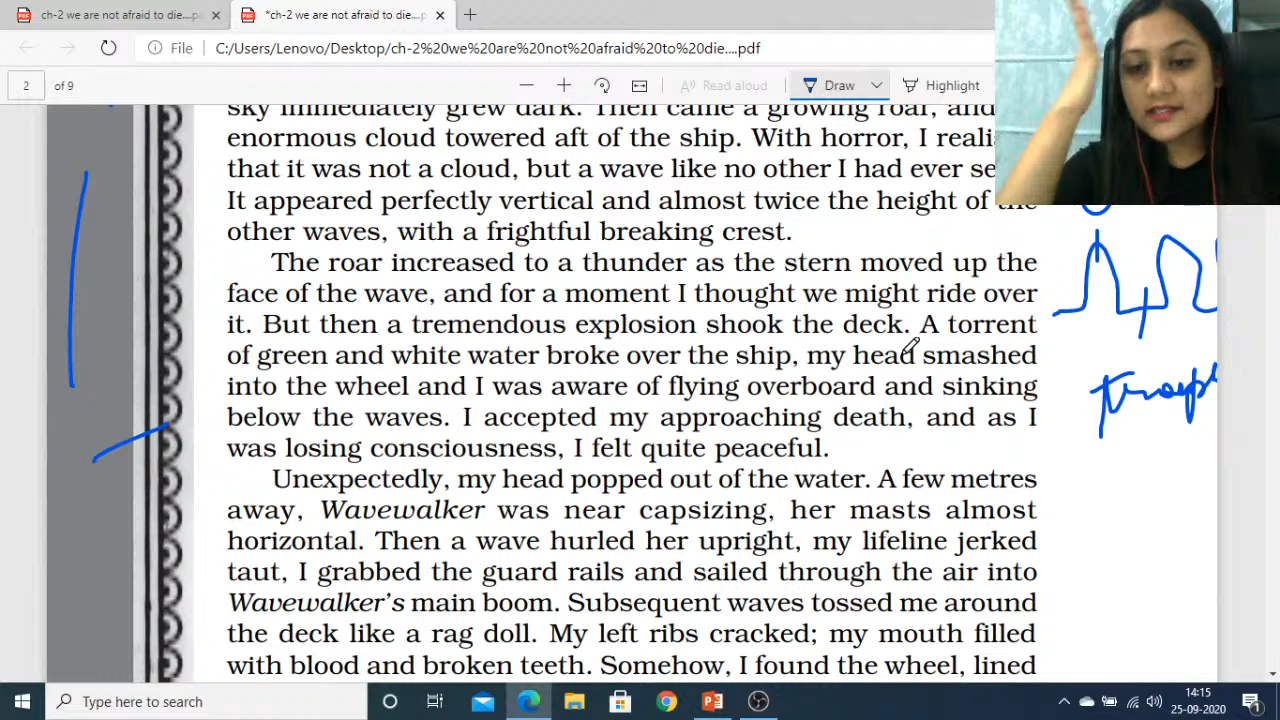 ch-2 we are not afraid to die....p
*ch-2 we are not afraid to die....p
File
C:/Users/Lenovo/Desktop/ch-2%20we%20are%20not%20afraid%20to%20die....pdf
2 of 9
Read aloud
Draw
Highlight
sky immediately grew dark. Then came a growing roar, and
enormous cloud towered aft of the ship. With horror, I reali
that it was not a cloud, but a wave like no other I had ever se
It appeared perfectly vertical and almost twice the height of the
other waves, with a frightful breaking crest.
The roar increased to a thunder as the stern moved up the
face of the wave, and for a moment I thought we might ride over
it. But then a tremendous explosion shook the deck. A torrent
of green and white water broke over the ship, my head smashed
into the wheel and I was aware of flying overboard and sinking
below the waves. I accepted my approaching death, and as I
was losing consciousness, I felt quite peaceful.
Unexpectedly, my head popped out of the water. A few metres
away, Wavewalker was near capsizing, her masts almost
horizontal. Then a wave hurled her upright, my lifeline jerked
taut, I grabbed the guard rails and sailed through the air into
Wavewalker's main boom. Subsequent waves tossed me around
the deck like a rag doll. My left ribs cracked; my mouth filled
with blood and broken teeth. Somehow, I found the wheel, lined
Type here to search
14:15
25-09-2020
1